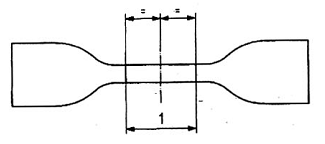 = =
1